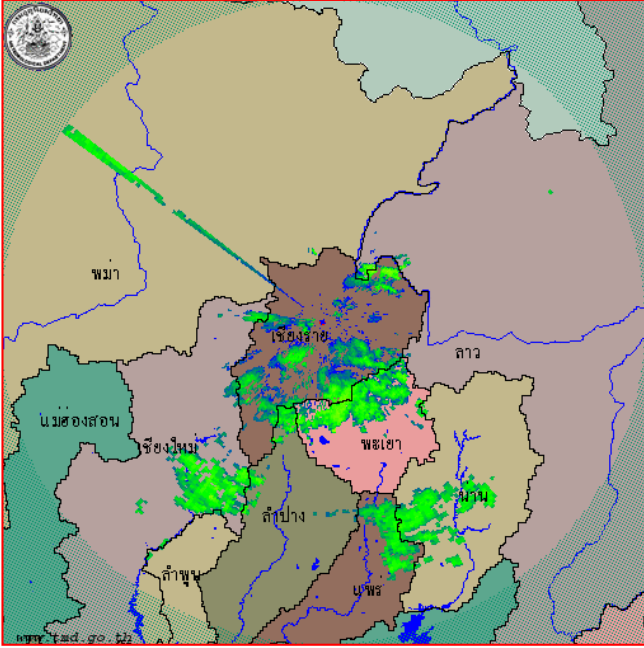 พม่า
เชียงราย
ลาว
แม่ฮ่องสอน
เชียงใหม่
พะเยา
น่าน
ลำปาง
ลำพูน
แพร่
www.tmd.go.th